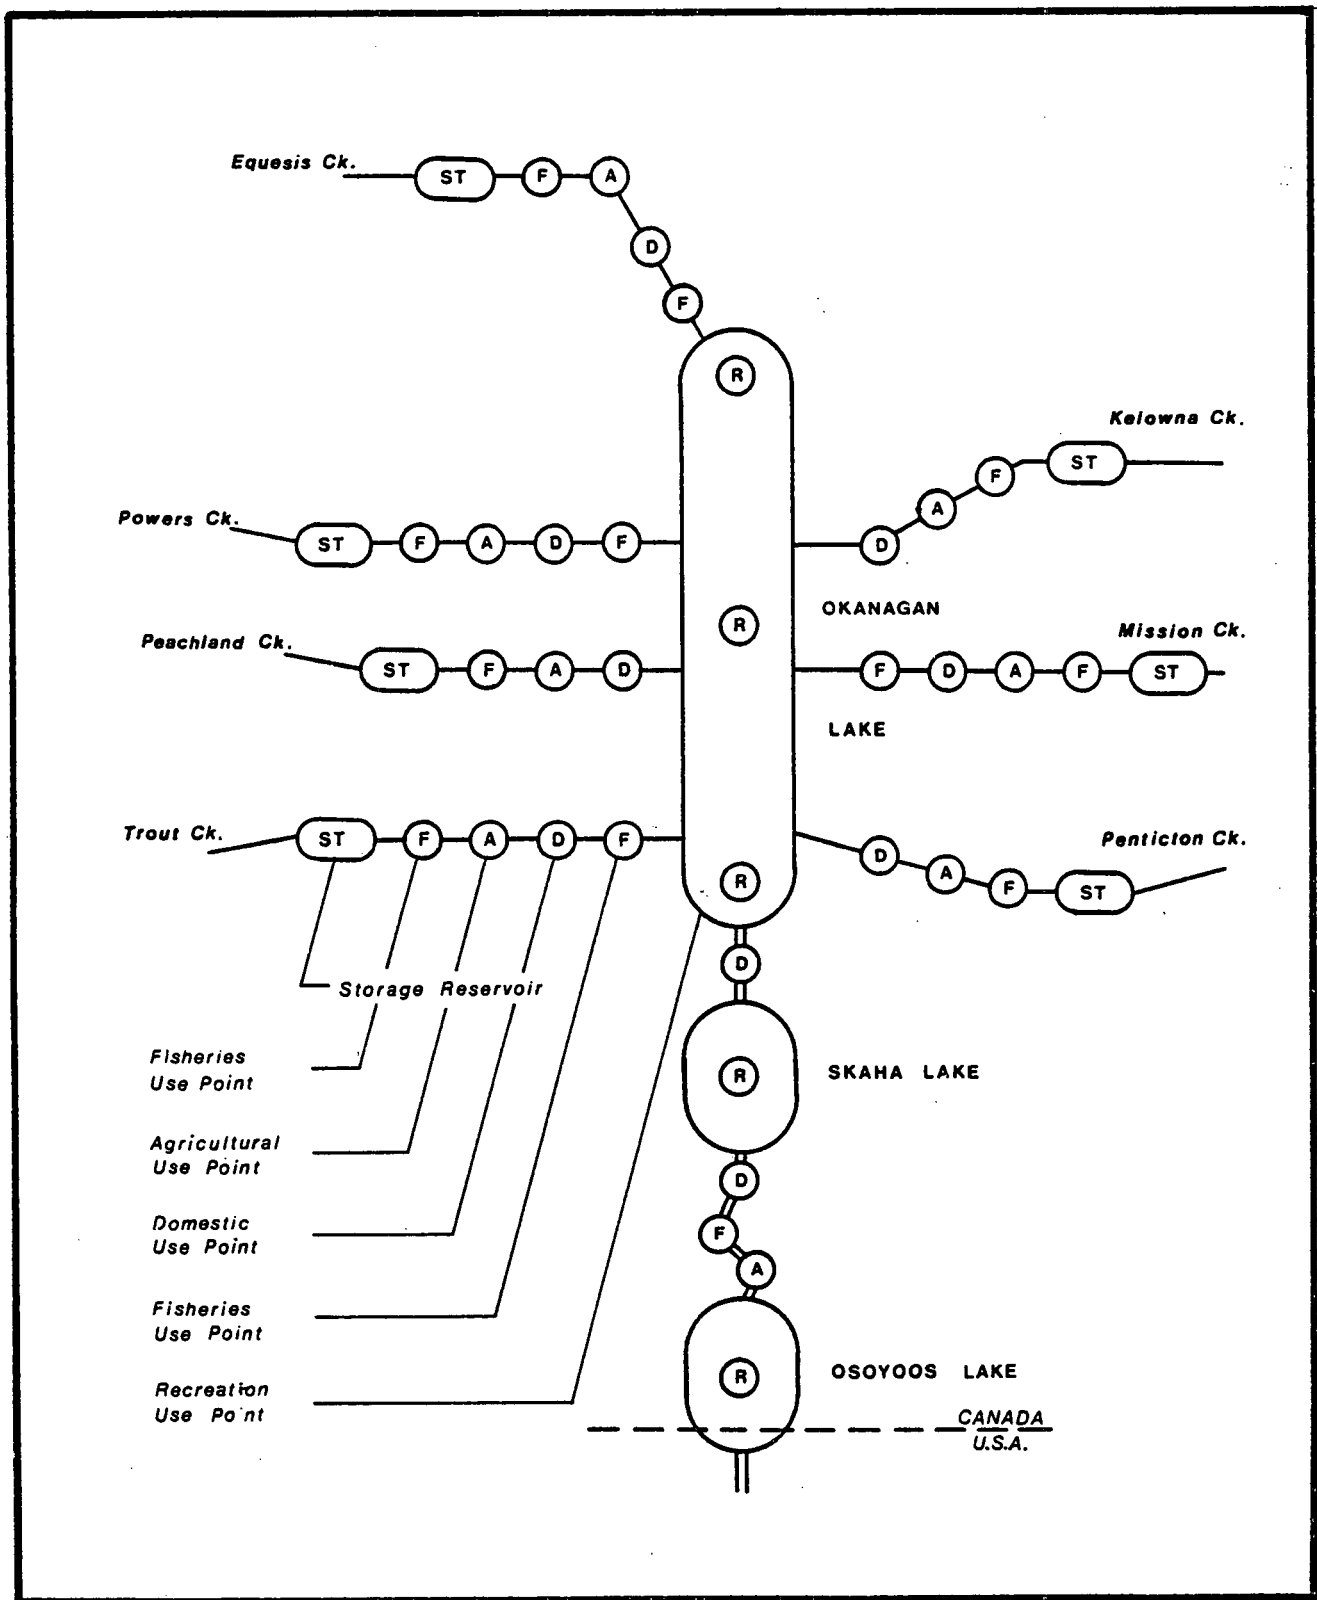 Equesis Ck.
ST F A
D
F
R
Kelowna Ck.
ST
F
A
D
Powers Ck.
ST F A D F
OKANAGAN
R
Mission Ck.
Peachland Ck.
ST F A D
F D A F ST
LAKE
Trout Ck.
ST F A D F
Penticton Ck.
D A F ST
R
D
Storage Reservoir
Fisheries
Use Point
R
SKAHA LAKE
Agricultural
Use Point
D
Domestic
Use Point
F
A
Fisheries
Use Point
R
OSOYOOS LAKE
Recreation
Use Point
CANADA
U.S.A.